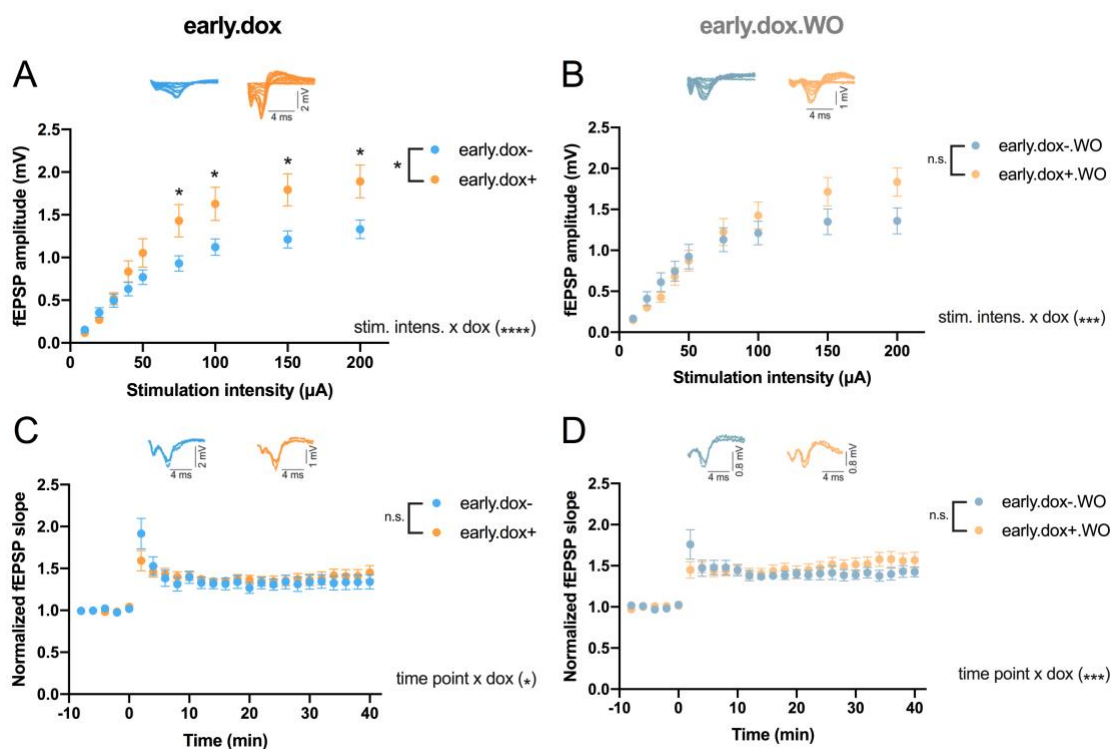 early.dox
early.dox.WO
A
4 ms
2 mV
2.5
2.0
1.5
1.0
0.5
0.0
fEPSP amplitude (mV)
* * * *
0 50 100 150 200
Stimulation intensity (µA)
*
early.dox-
early.dox+
stim. intens. x dox (****)
B
4 ms
1 mV
2.5
2.0
1.5
1.0
0.5
0.0
fEPSP amplitude (mV)
0 50 100 150 200
Stimulation intensity (µA)
n.s.
early.dox-.WO
early.dox+.WO
stim. intens. x dox (***)
C
4 ms
2 mV
4 ms
1 mV
2.5
2.0
1.5
1.0
0.5
0.0
Normalized fEPSP slope
-10 0 10 20 30 40
Time (min)
n.s.
early.dox-
early.dox+
time point x dox (*)
D
4 ms
0.8 mV
4 ms
0.8 mV
2.5
2.0
1.5
1.0
0.5
0.0
Normalized fEPSP slope
-10 0 10 20 30 40
Time (min)
n.s.
early.dox-.WO
early.dox+.WO
time point x dox (***)